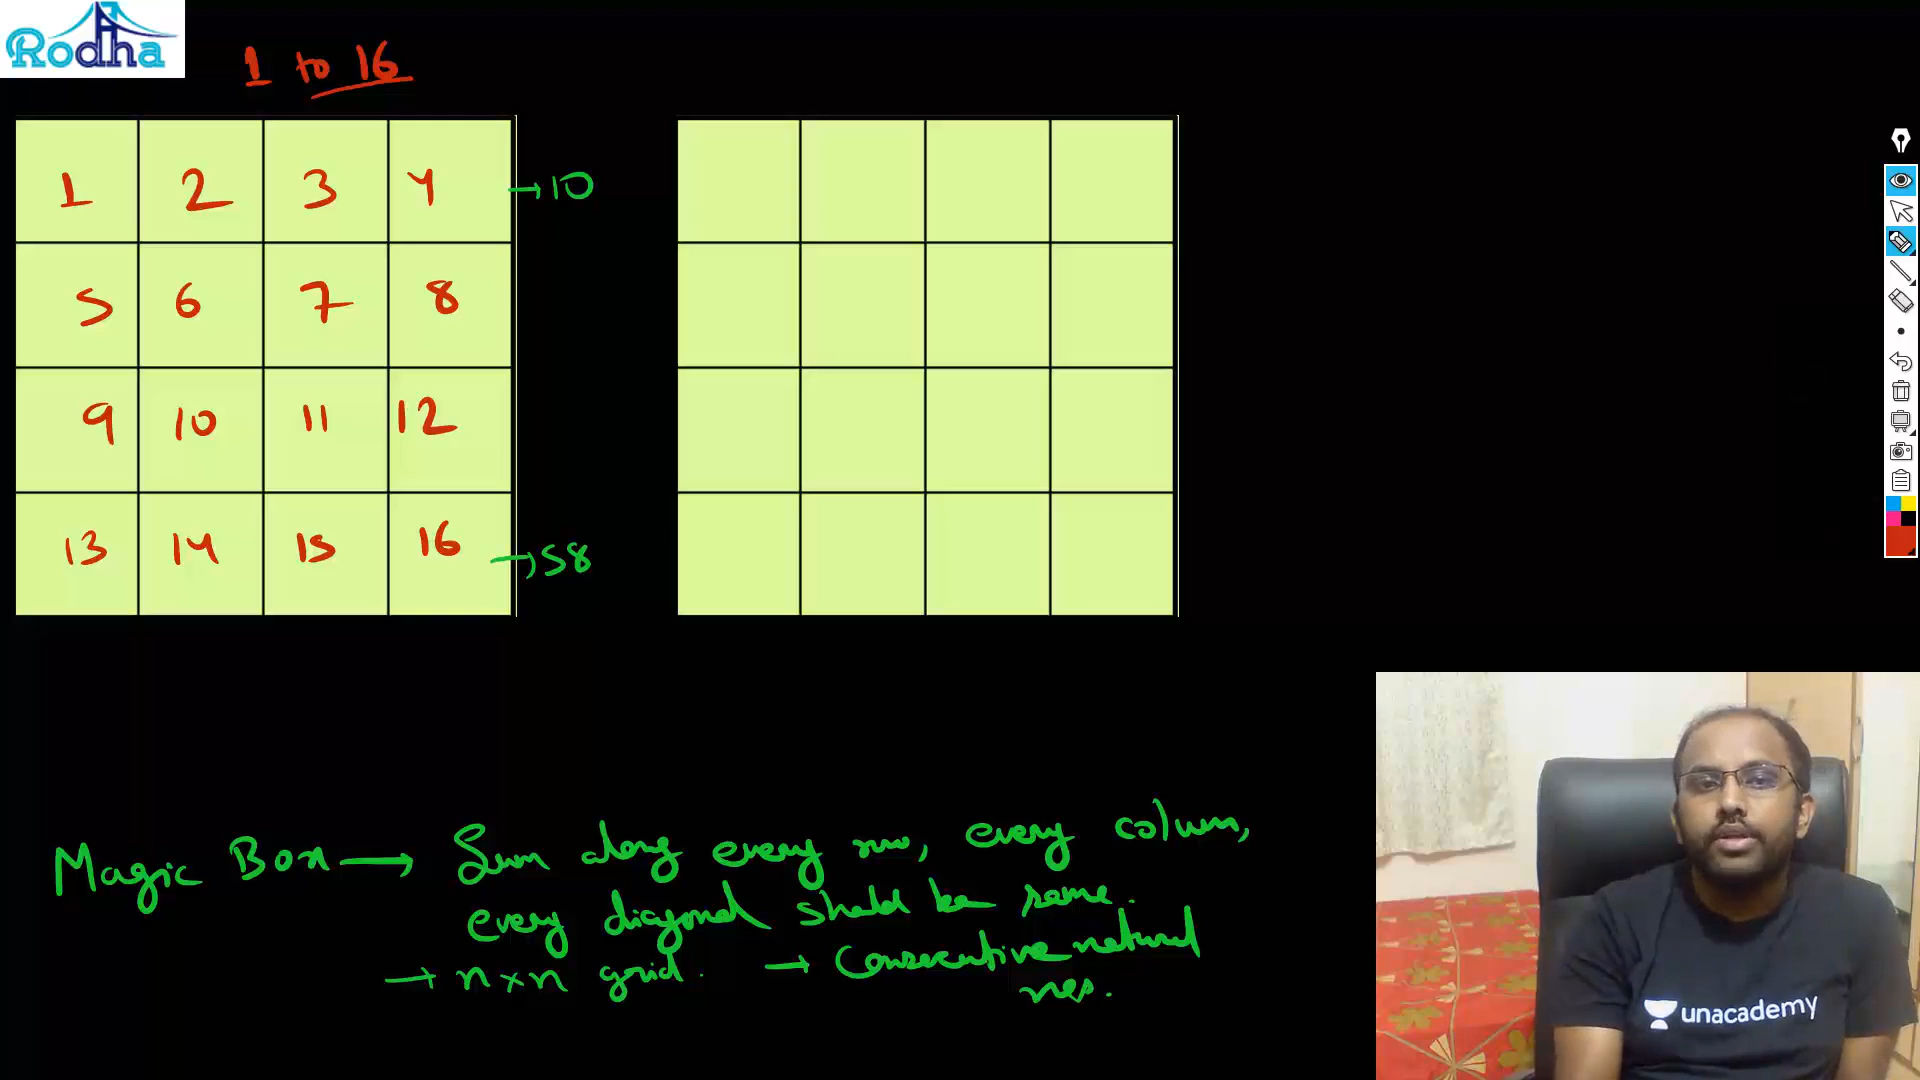 Rodha
1 to 16
1 2 3 4 → 10
5 6 7 8
9 10 11 12
13 14 15 16 → 58
Magic Box → Sum along every row, every column,
every diagonal should be same.
→ n×n grid. → Consecutive natural
nos.
unacademy